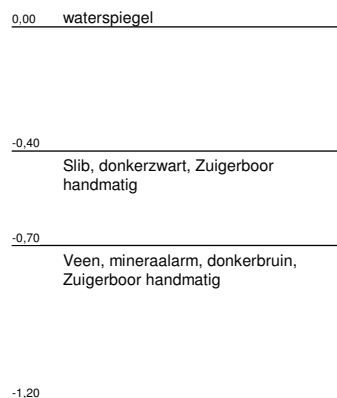 0,00 waterspiegel
-0,40
Slib, donkerzwart, Zuigerboor
handmatig
-0,70
Veen, mineraalarm, donkerbruin,
Zuigerboor handmatig
-1,20